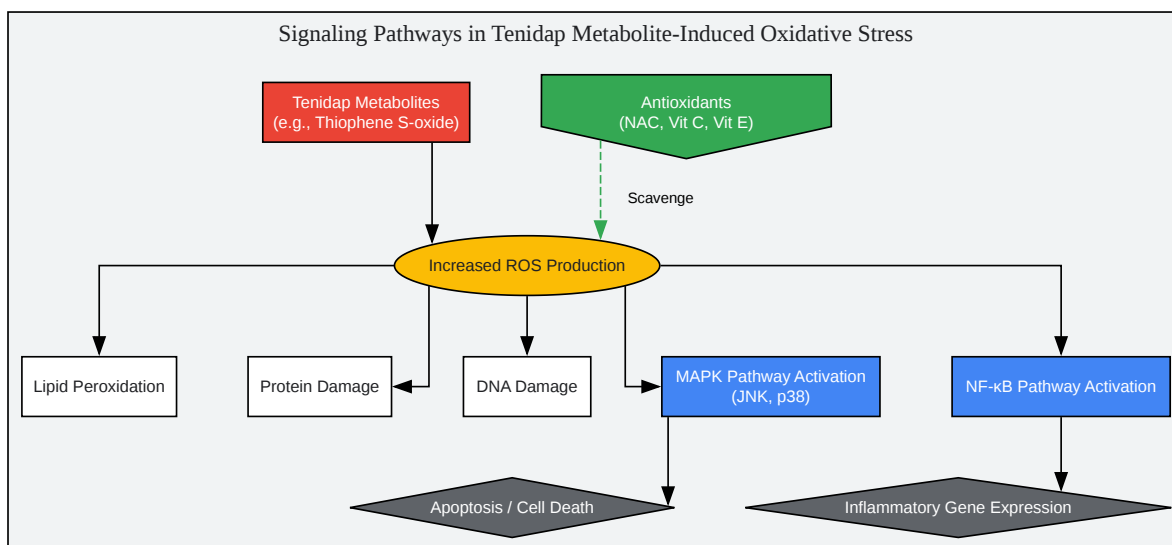 Signaling Pathways in Tenidap Metabolite-Induced Oxidative Stress
Tenidap Metabolites
(e.g., Thiophene S-oxide)
Antioxidants
(NAC, Vit C, Vit E)
Scavenge
Increased ROS Production
Lipid Peroxidation
Protein Damage
DNA Damage
MAPK Pathway Activation
(JNK, p38)
NF-κB Pathway Activation
Apoptosis / Cell Death
Inflammatory Gene Expression